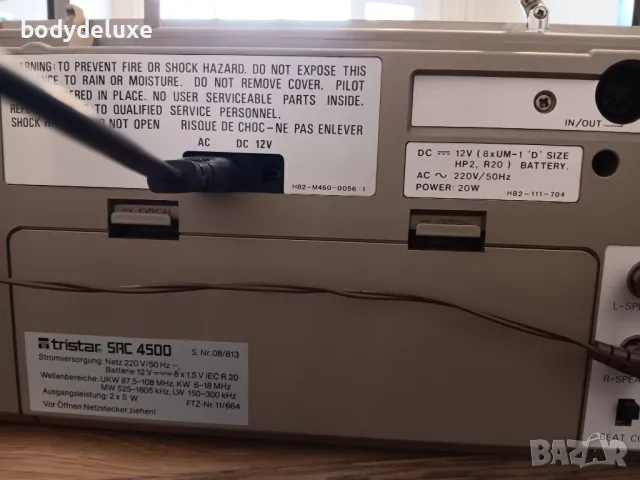 bodydeluxe
WARNING: TO PREVENT FIRE OR SHOCK HAZARD. DO NOT EXPOSE THIS
TO RAIN OR MOISTURE. DO NOT REMOVE COVER. PILOT
IN PLACE. NO USER SERVICEABLE PARTS INSIDE.
TO QUALIFIED SERVICE PERSONNEL.
SHOCK DO NOT OPEN RISQUE DE CHOC-NE PAS ENLEVER
AC DC 12V
H82-M460-0056-1
IN/OUT
DC ⎓ 12V (8xUM-1 'D' SIZE
HP2, R20) BATTERY.
AC ∿ 220V/50Hz
POWER: 20W H82-111-704
L-SPE
R-SPEA
BEAT CU
tristar SRC 4500 S. Nr. 08/813
Stromversorgung: Netz 220 V/50 Hz ~,
Batterie 12 V ⎓ 8 x 1,5 V IEC R 20
Wellenbereiche: UKW 87,5-108 MHz, KW 6-18 MHz
MW 525-1605 kHz, LW 150-300 kHz
Ausgangsleistung: 2 x 5 W FTZ-Nr. 11/664
Vor Öffnen Netzstecker ziehen!
BAZAR
bg